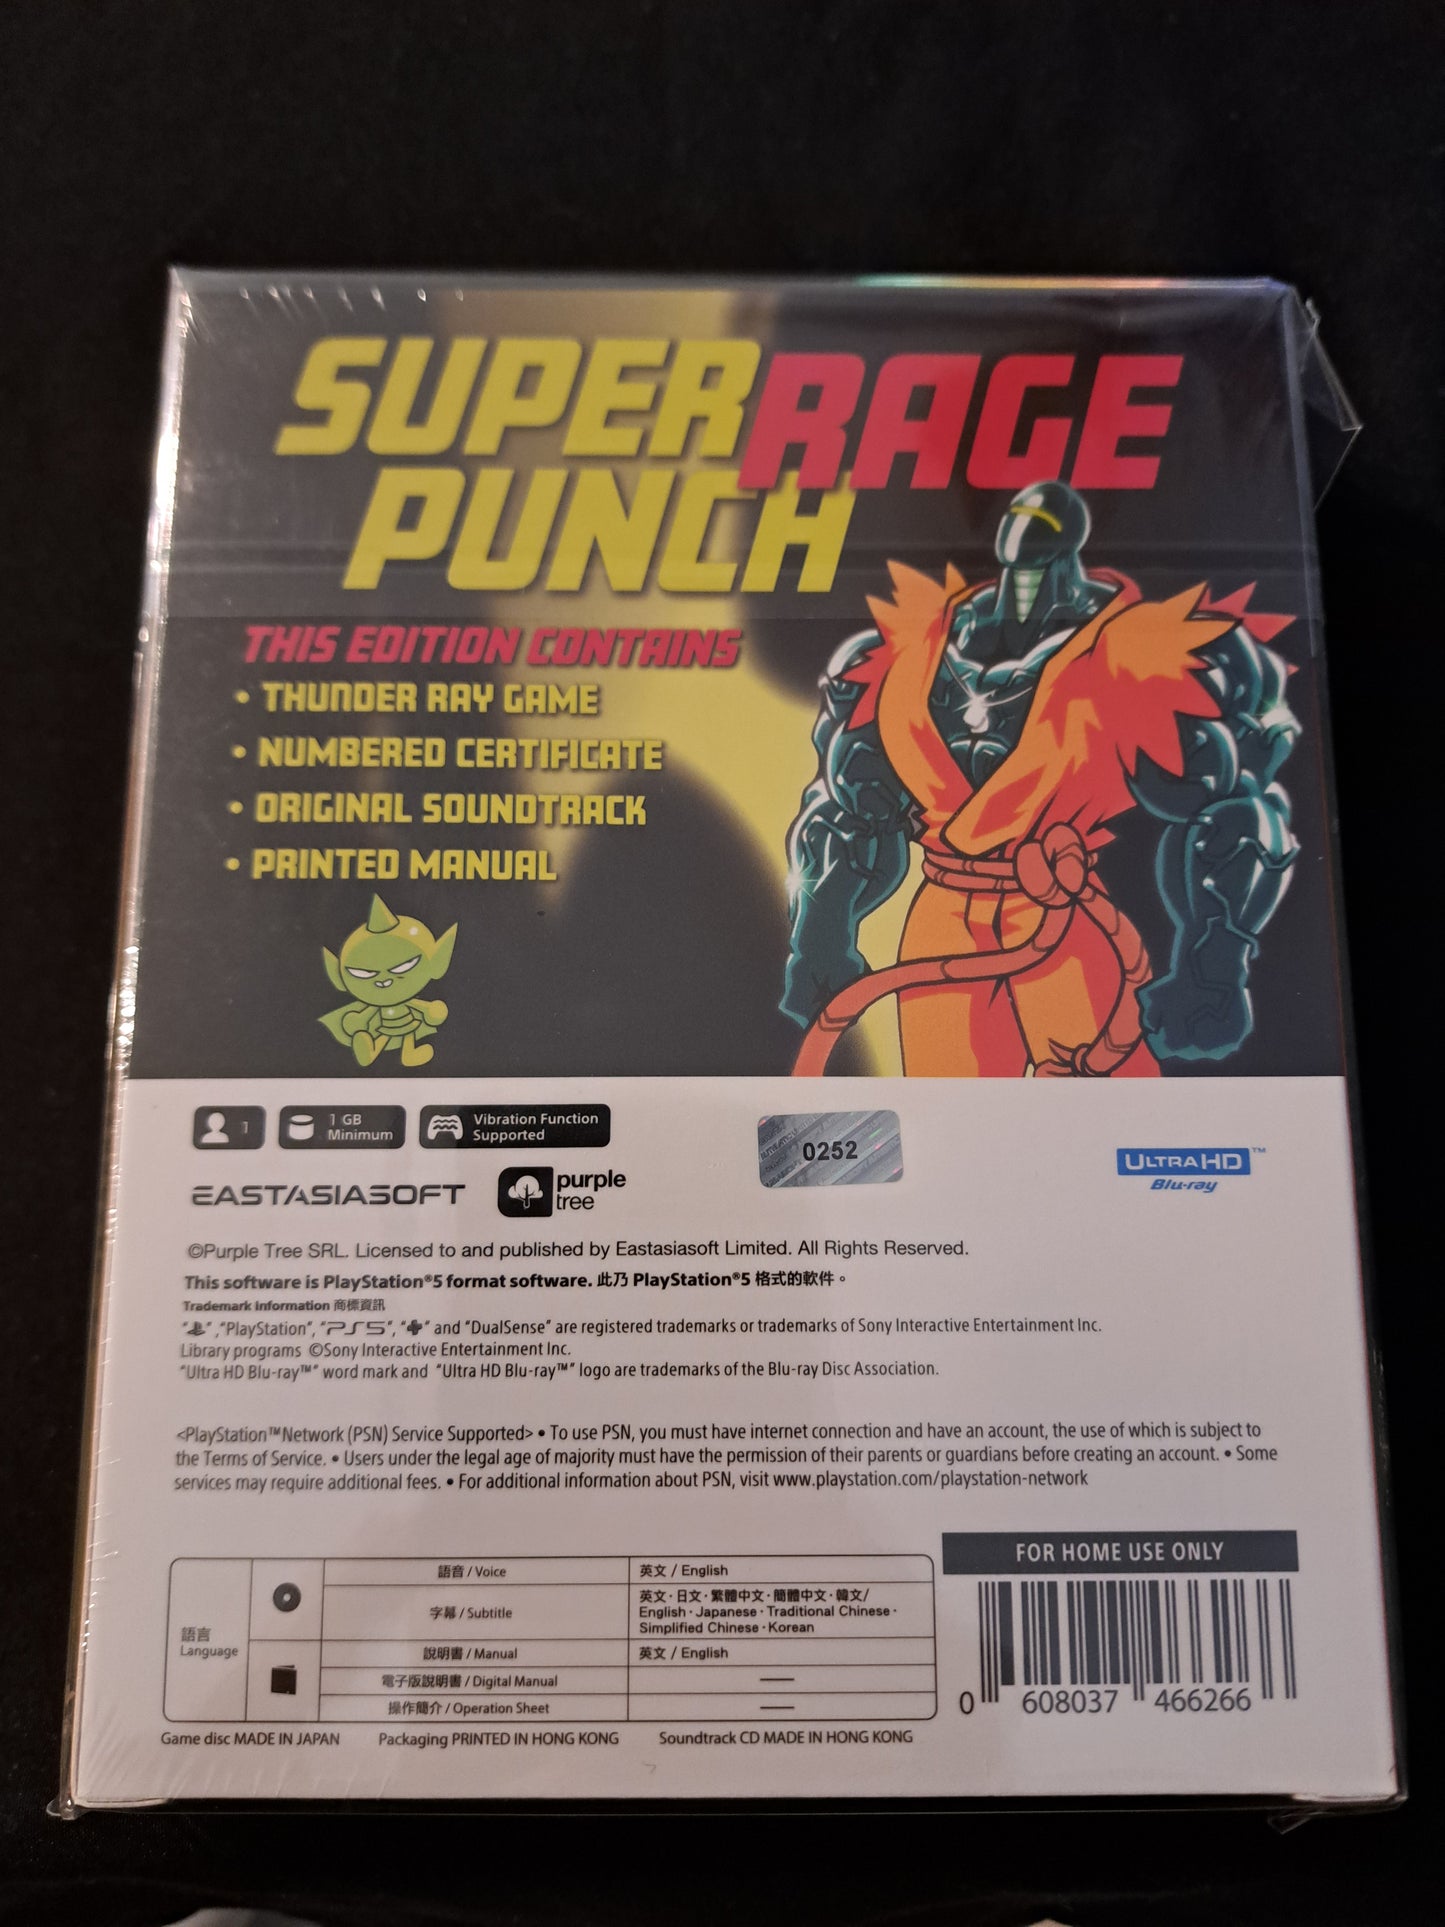 SUPER RAGE
PUNCH
THIS EDITION CONTAINS
• THUNDER RAY GAME
• NUMBERED CERTIFICATE
• ORIGINAL SOUNDTRACK
• PRINTED MANUAL
1
1 GB
Minimum
Vibration Function
Supported
0252
ULTRA HD™
Blu-ray
EASTASIASOFT
purple
tree
©Purple Tree SRL. Licensed to and published by Eastasiasoft Limited. All Rights Reserved.
This software is PlayStation®5 format software. 此乃 PlayStation®5 格式的軟件。
Trademark information 商標資訊
" ","PlayStation", "PS5", " " and "DualSense" are registered trademarks or trademarks of Sony Interactive Entertainment Inc.
Library programs ©Sony Interactive Entertainment Inc.
"Ultra HD Blu-ray™" word mark and "Ultra HD Blu-ray™" logo are trademarks of the Blu-ray Disc Association.
<PlayStation™Network (PSN) Service Supported> • To use PSN, you must have internet connection and have an account, the use of which is subject to
the Terms of Service. • Users under the legal age of majority must have the permission of their parents or guardians before creating an account. • Some
services may require additional fees. • For additional information about PSN, visit www.playstation.com/playstation-network
語言
Language
語音 / Voice
英文 / English
字幕 / Subtitle
英文 · 日文 · 繁體中文 · 簡體中文 · 韓文/
English · Japanese · Traditional Chinese ·
Simplified Chinese · Korean
說明書 / Manual
英文 / English
電子版說明書 / Digital Manual
——
操作簡介 / Operation Sheet
——
FOR HOME USE ONLY
0 608037 466266
Game disc MADE IN JAPAN
Packaging PRINTED IN HONG KONG
Soundtrack CD MADE IN HONG KONG